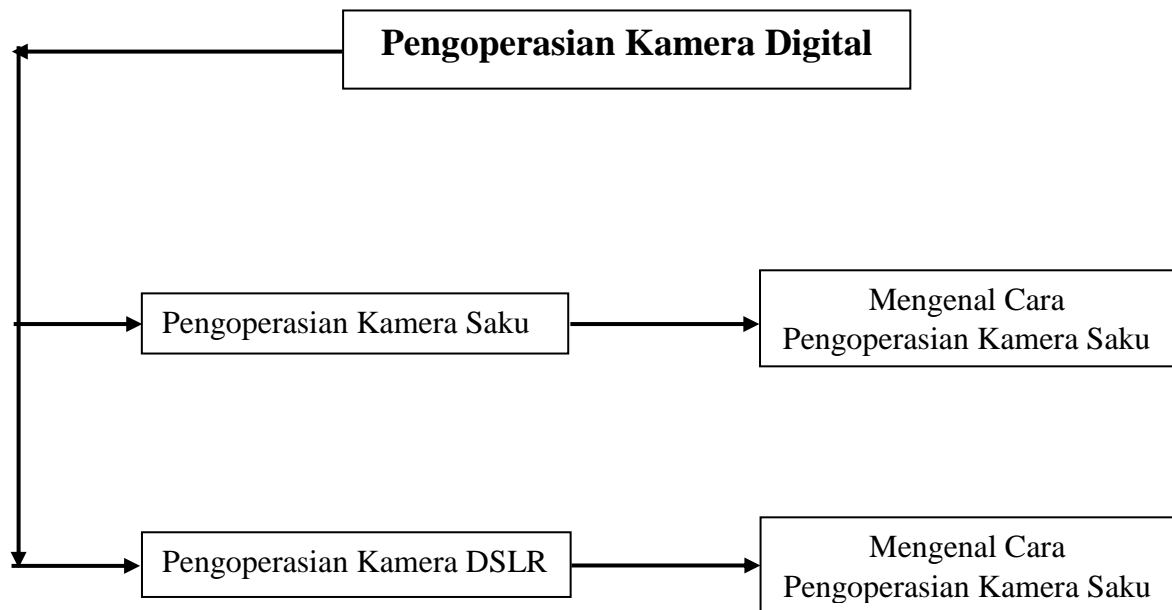 Pengoperasian Kamera Digital
Pengoperasian Kamera Saku
Mengenal Cara
Pengoperasian Kamera Saku
Pengoperasian Kamera DSLR
Mengenal Cara
Pengoperasian Kamera Saku